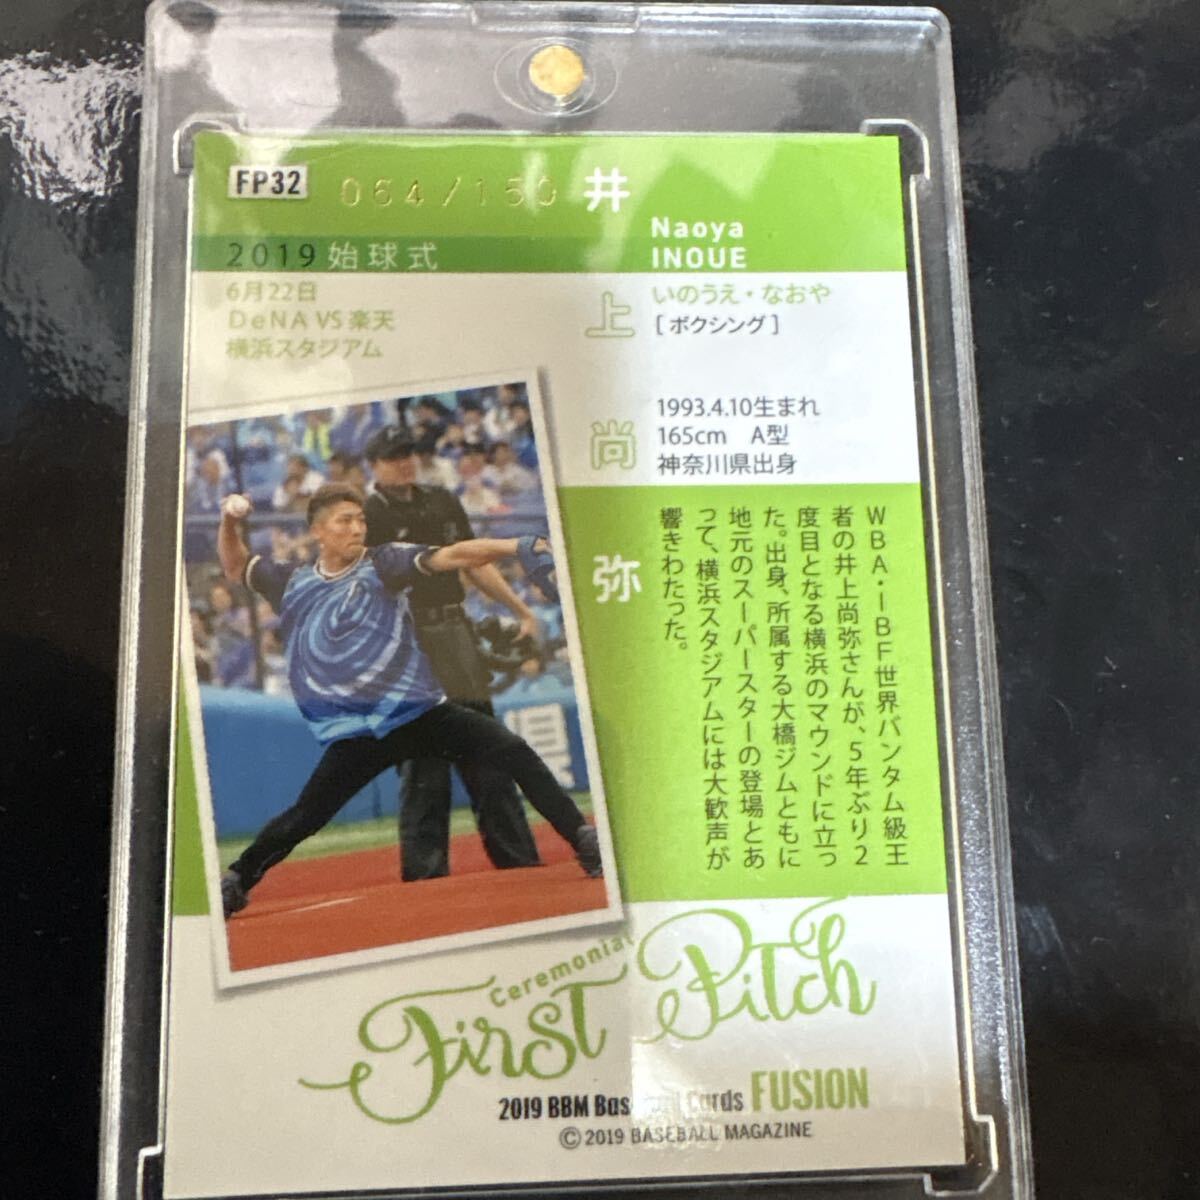 FP32
064/150
2019 始球式
6月22日
DeNA VS 楽天
横浜スタジアム
井上尚弥
Naoya
INOUE
いのうえ・なおや
[ボクシング]
1993.4.10生まれ
165cm A型
神奈川県出身
WBA・IBF世界バンタム級王
者の井上尚弥さんが、5年ぶり2
度目となる横浜のマウンドに立っ
た。出身、所属する大橋ジムともに
地元のスーパースターの登場とあ
って、横浜スタジアムには大歓声が
響きわたった。
県
Ceremonial
First Pitch
2019 BBM Baseball Cards FUSION
©2019 BASEBALL MAGAZINE